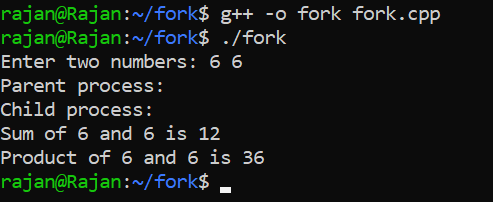 rajan@Rajan:~/fork$ g++ -o fork fork.cpp
rajan@Rajan:~/fork$ ./fork
Enter two numbers: 6 6
Parent process:
Child process:
Sum of 6 and 6 is 12
Product of 6 and 6 is 36
rajan@Rajan:~/fork$